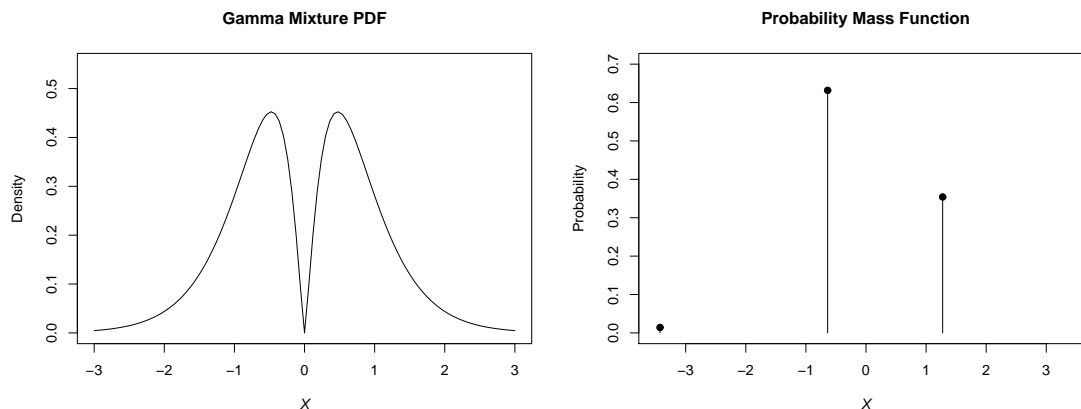 Gamma Mixture PDF
Density
0.0 0.1 0.2 0.3 0.4 0.5
−3 −2 −1 0 1 2 3
X
Probability Mass Function
Probability
0.0 0.1 0.2 0.3 0.4 0.5 0.6 0.7
−3 −2 −1 0 1 2 3
X